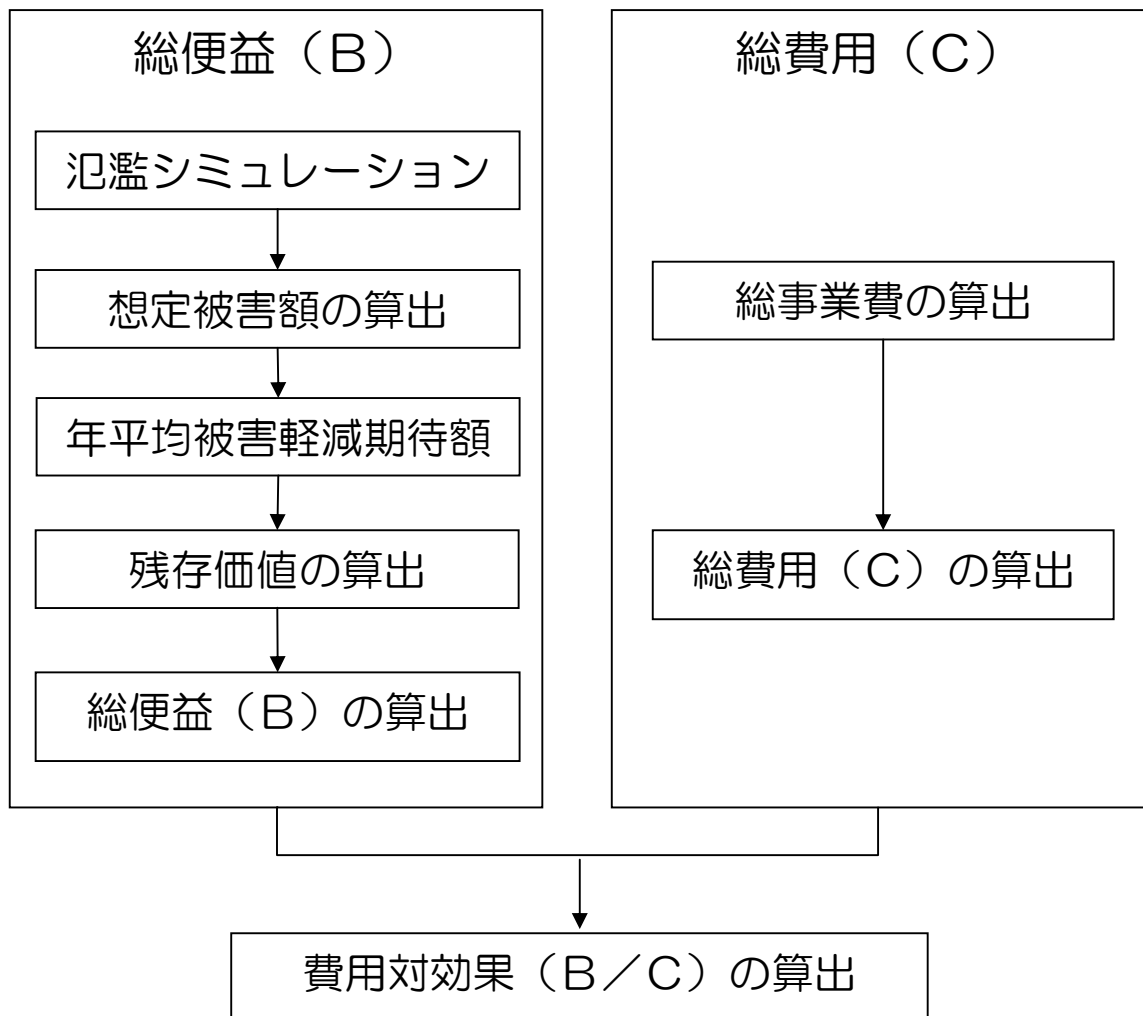 総便益（B）
氾濫シミュレーション
想定被害額の算出
年平均被害軽減期待額
残存価値の算出
総便益（B）の算出
総費用（C）
総事業費の算出
総費用（C）の算出
費用対効果（B／C）の算出